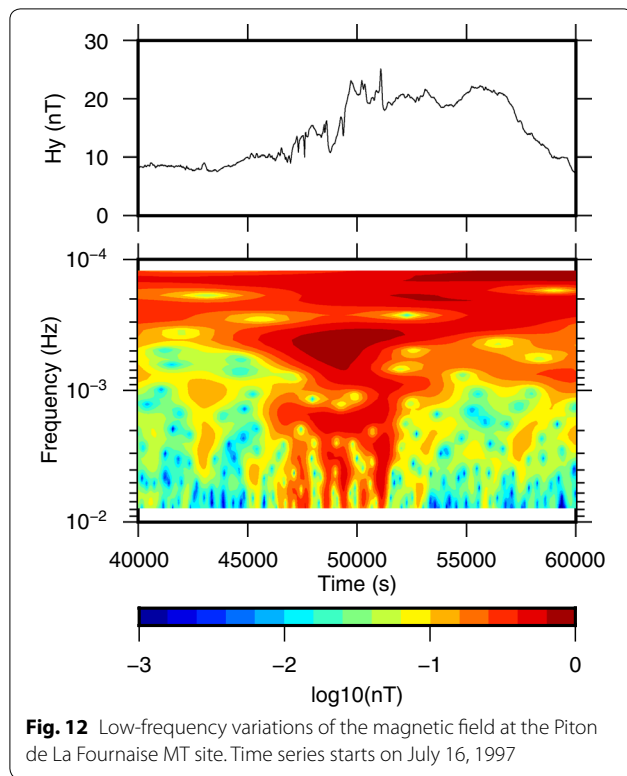 30
20
10
0
Hy (nT)
10⁻⁴
10⁻³
10⁻²
Frequency (Hz)
40000 45000 50000 55000 60000
Time (s)
−3 −2 −1 0
log10(nT)
Fig. 12 Low-frequency variations of the magnetic field at the Piton
de La Fournaise MT site. Time series starts on July 16, 1997